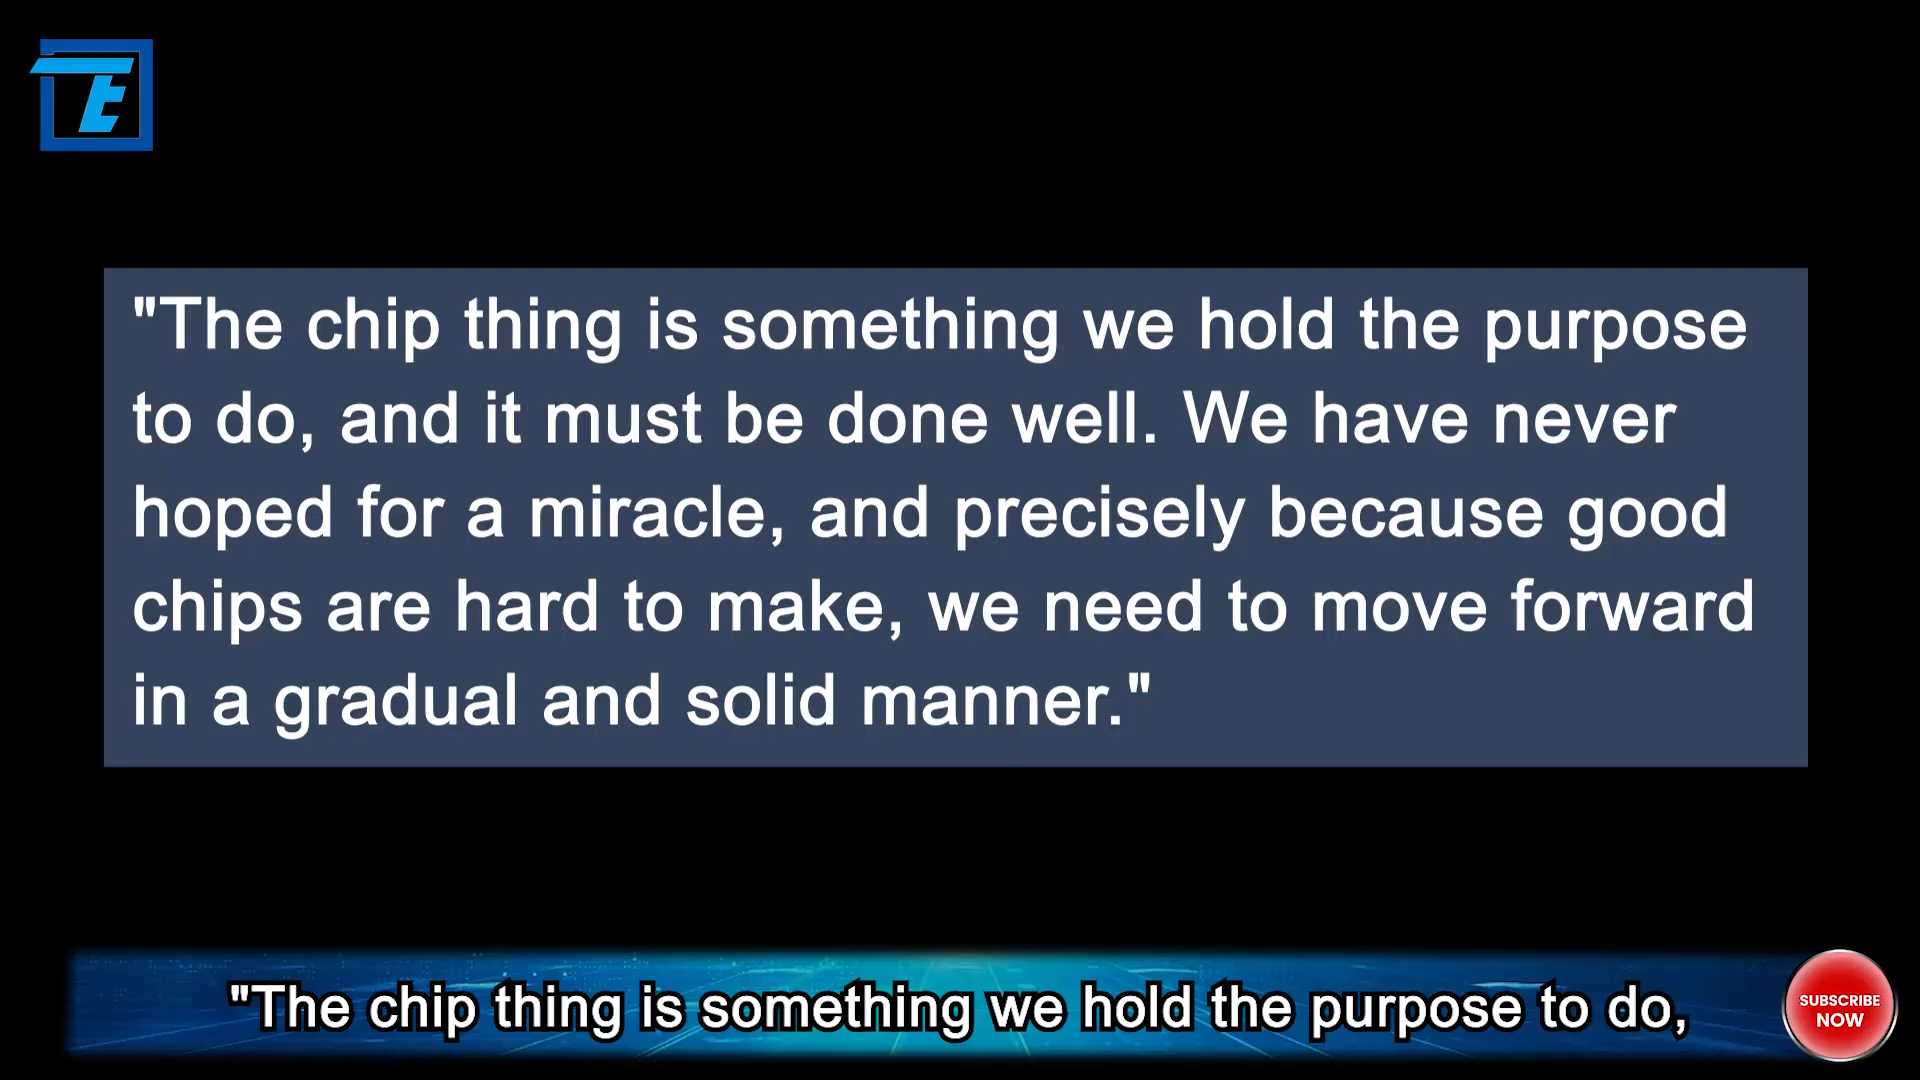 TE
"The chip thing is something we hold the purpose
to do, and it must be done well. We have never
hoped for a miracle, and precisely because good
chips are hard to make, we need to move forward
in a gradual and solid manner."
"The chip thing is something we hold the purpose to do,
SUBSCRIBE
NOW